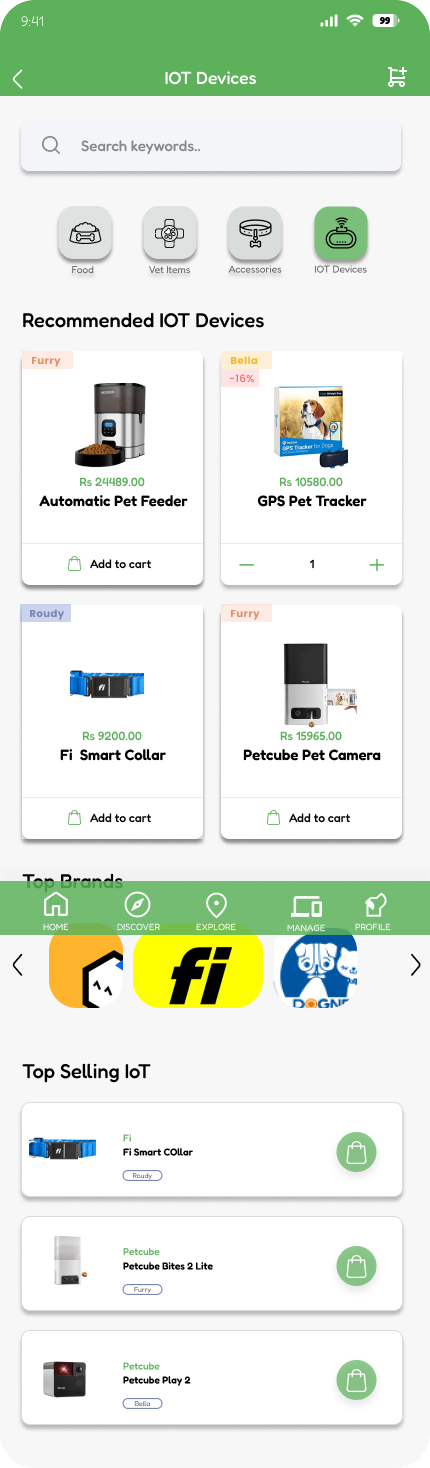 9:41
99
IOT Devices
Search keywords..
Food
Vet Items
Accessories
IOT Devices
Recommended IOT Devices
Furry
Bella
-16%
GPS Tracker for Dogs
Rs 24489.00
Rs 10580.00
Automatic Pet Feeder
GPS Pet Tracker
Add to cart
1
Roudy
Furry
fi
Rs 9200.00
Rs 15965.00
Fi Smart Collar
Petcube Pet Camera
Add to cart
Add to cart
Top Brands
HOME
DISCOVER
EXPLORE
MANAGE
PROFILE
fi
DOGNE
Top Selling IoT
Fi
fi
Fi Smart COllar
Roudy
Petcube
Petcube Bites 2 Lite
Furry
Petcube
Petcube Play 2
Bella